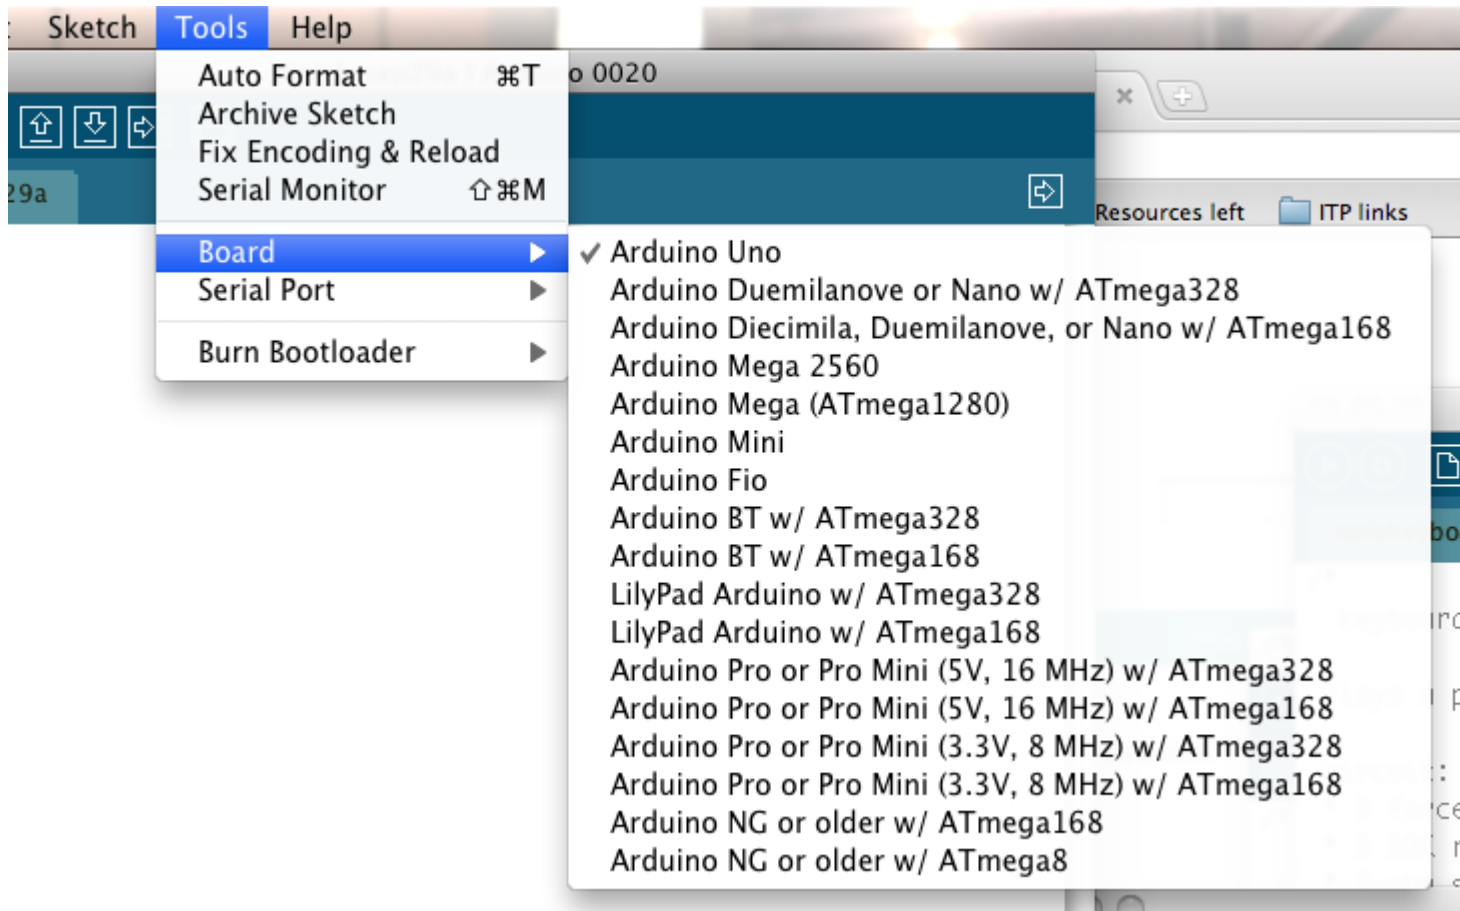 Sketch Tools Help
o 0020
Auto Format ⌘T
Archive Sketch
Fix Encoding & Reload
Serial Monitor ⇧⌘M
29a
Resources left ITP links
Board
Serial Port
Burn Bootloader
✓ Arduino Uno
Arduino Duemilanove or Nano w/ ATmega328
Arduino Diecimila, Duemilanove, or Nano w/ ATmega168
Arduino Mega 2560
Arduino Mega (ATmega1280)
Arduino Mini
Arduino Fio
Arduino BT w/ ATmega328
Arduino BT w/ ATmega168
LilyPad Arduino w/ ATmega328
LilyPad Arduino w/ ATmega168
Arduino Pro or Pro Mini (5V, 16 MHz) w/ ATmega328
Arduino Pro or Pro Mini (5V, 16 MHz) w/ ATmega168
Arduino Pro or Pro Mini (3.3V, 8 MHz) w/ ATmega328
Arduino Pro or Pro Mini (3.3V, 8 MHz) w/ ATmega168
Arduino NG or older w/ ATmega168
Arduino NG or older w/ ATmega8